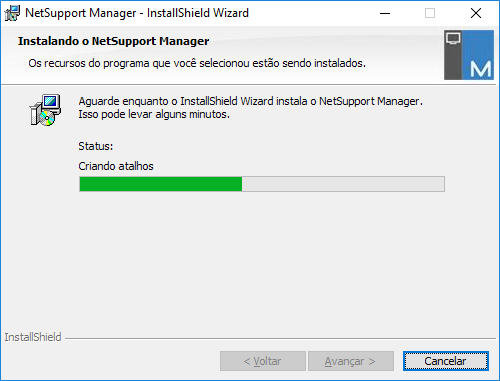 NetSupport Manager - InstallShield Wizard
Instalando o NetSupport Manager
Os recursos do programa que você selecionou estão sendo instalados.
M
Aguarde enquanto o InstallShield Wizard instala o NetSupport Manager.
Isso pode levar alguns minutos.
Status:
Criando atalhos
InstallShield
< Voltar
Avançar >
Cancelar